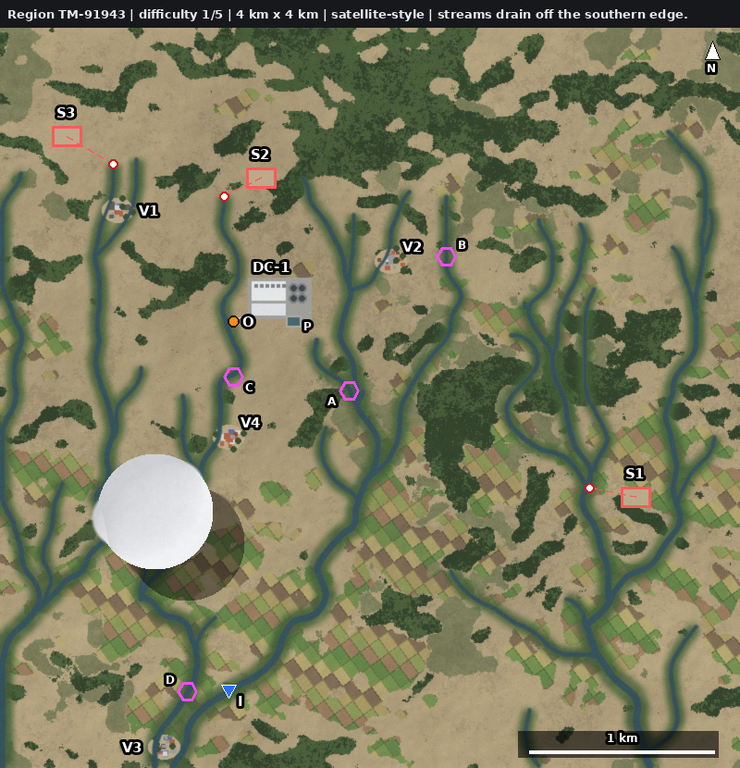 Region TM-91943 | difficulty 1/5 | 4 km x 4 km | satellite-style | streams drain off the southern edge.
N
S3
S2
V1
V2
B
DC-1
O
P
C
A
V4
S1
D
I
V3
1 km